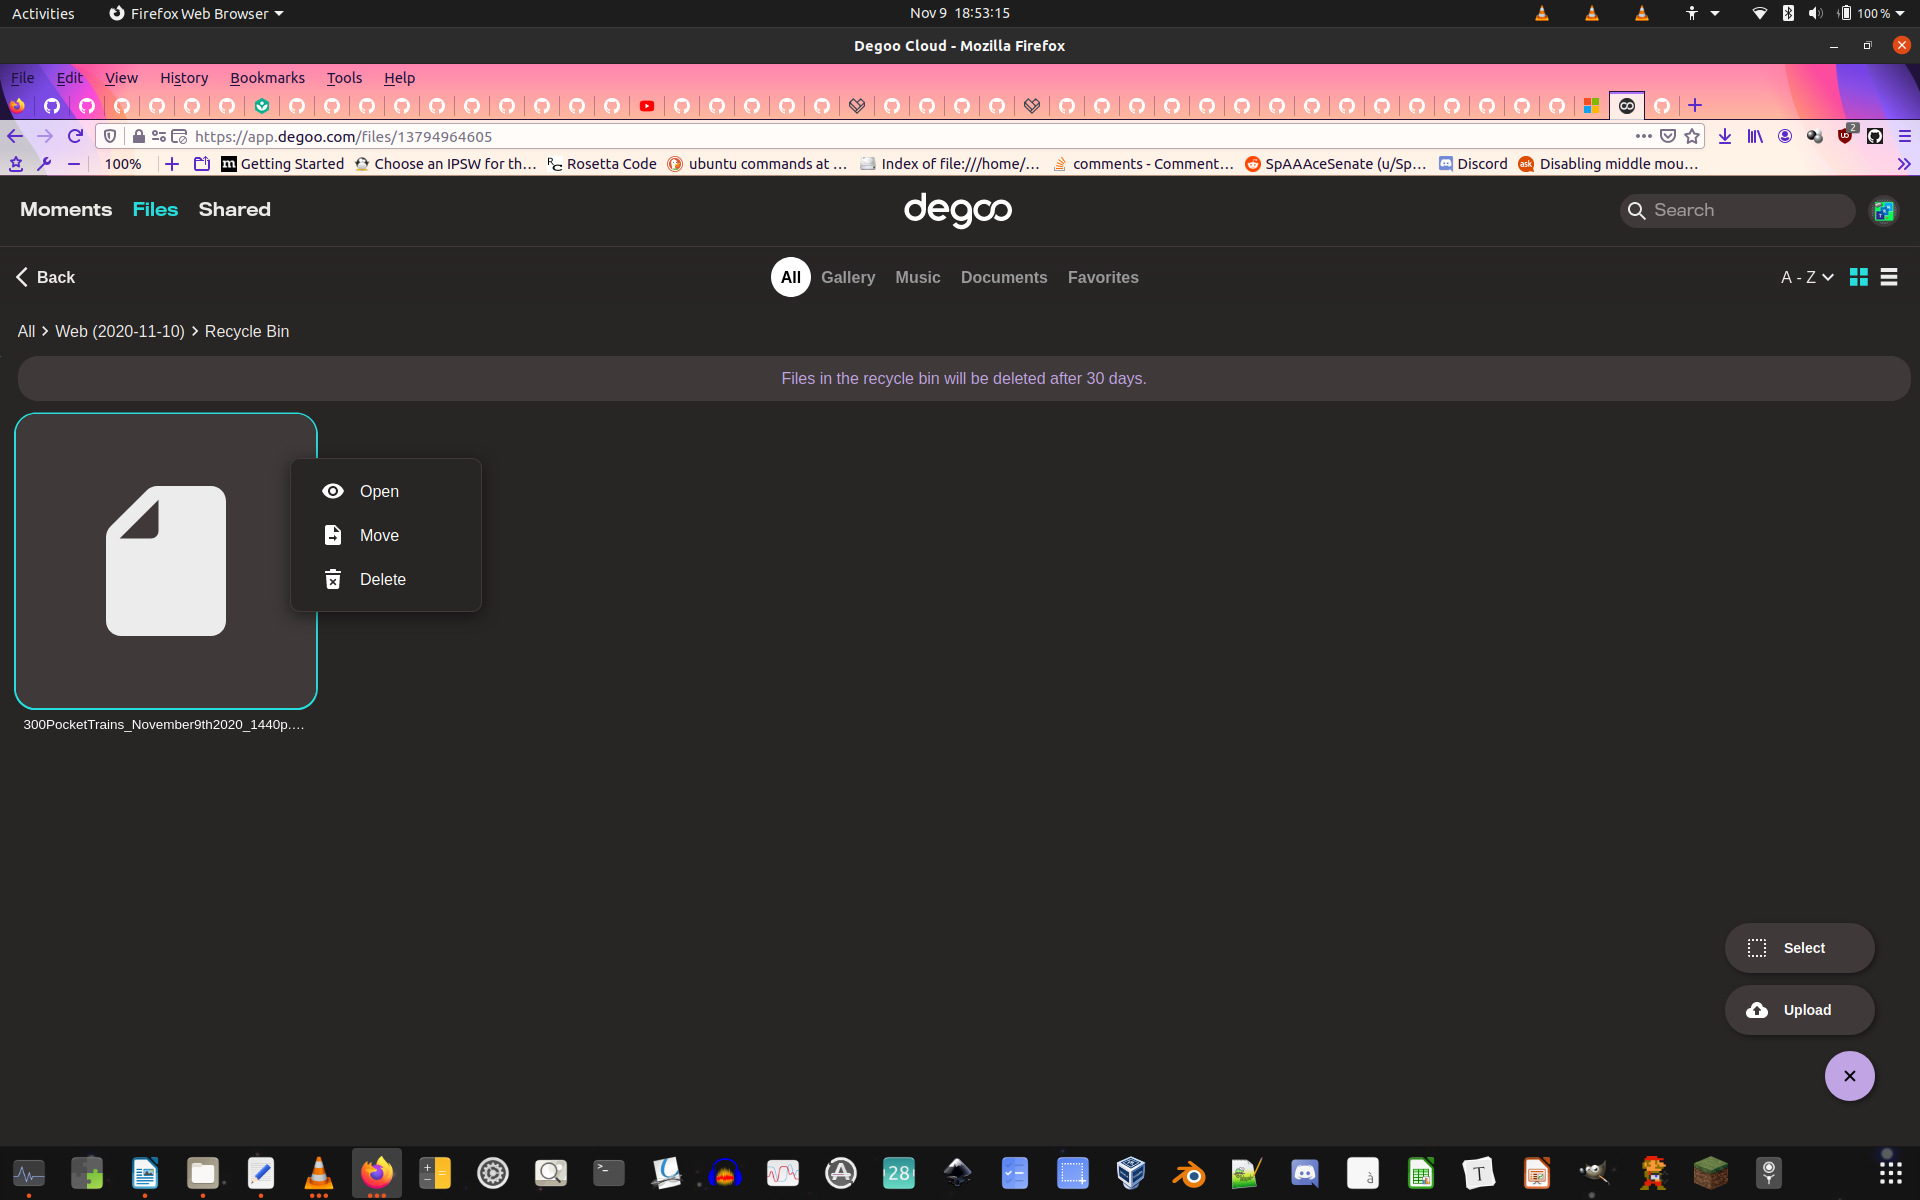 Activities Firefox Web Browser Nov 9 18:53:15 100 %
Degoo Cloud - Mozilla Firefox
File Edit View History Bookmarks Tools Help
https://app.degoo.com/files/13794964605 2
100% m Getting Started Choose an IPSW for th… RC Rosetta Code ubuntu commands at … Index of file:///home/… comments - Comment… SpAAAceSenate (u/Sp… Discord ask Disabling middle mou…
Moments Files Shared degoo Search
Back All Gallery Music Documents Favorites A - Z
All Web (2020-11-10) Recycle Bin
Files in the recycle bin will be deleted after 30 days.
Open
Move
Delete
300PocketTrains_November9th2020_1440p.…
Select
Upload
28 à T